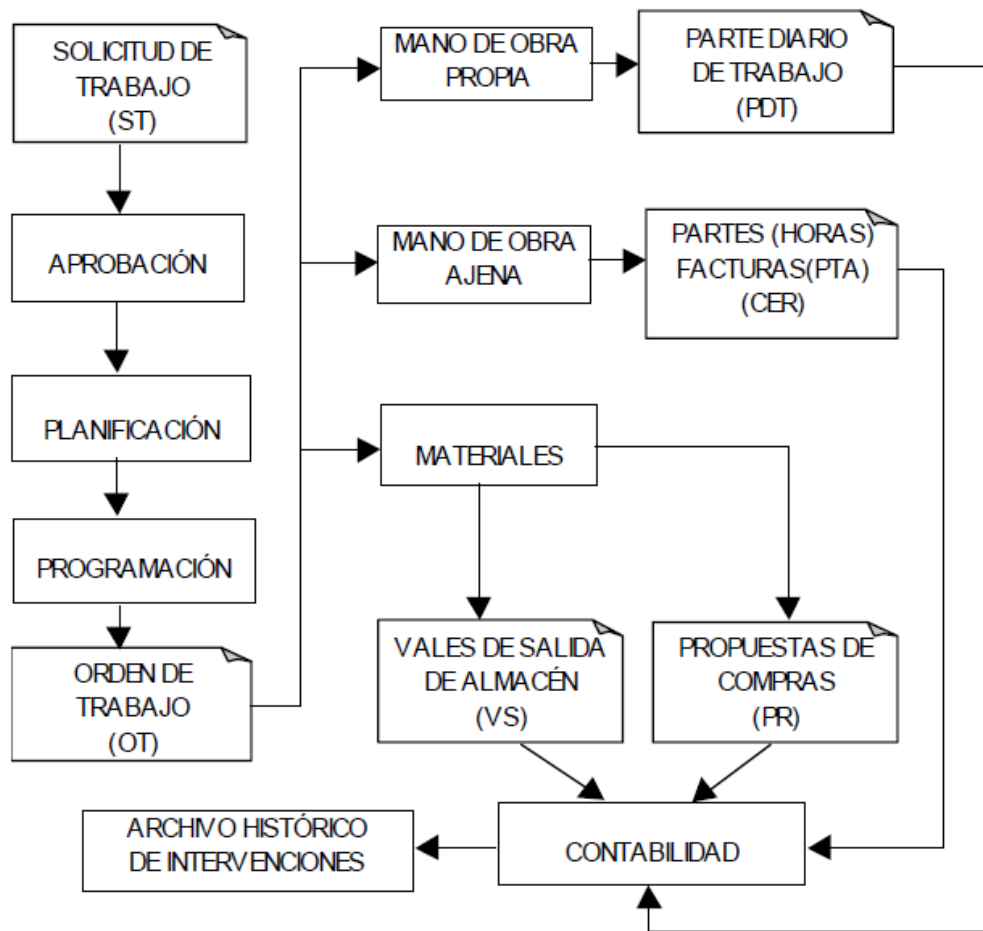 SOLICITUD DE
TRABAJO
(ST)
APROBACIÓN
PLANIFICACIÓN
PROGRAMACIÓN
ORDEN DE
TRABAJO
(OT)
MANO DE OBRA
PROPIA
PARTE DIARIO
DE TRABAJO
(PDT)
MANO DE OBRA
AJENA
PARTES (HORAS)
FACTURAS(PTA)
(CER)
MATERIALES
VALES DE SALIDA
DE ALMACÉN
(VS)
PROPUESTAS DE
COMPRAS
(PR)
CONTABILIDAD
ARCHIVO HISTÓRICO
DE INTERVENCIONES